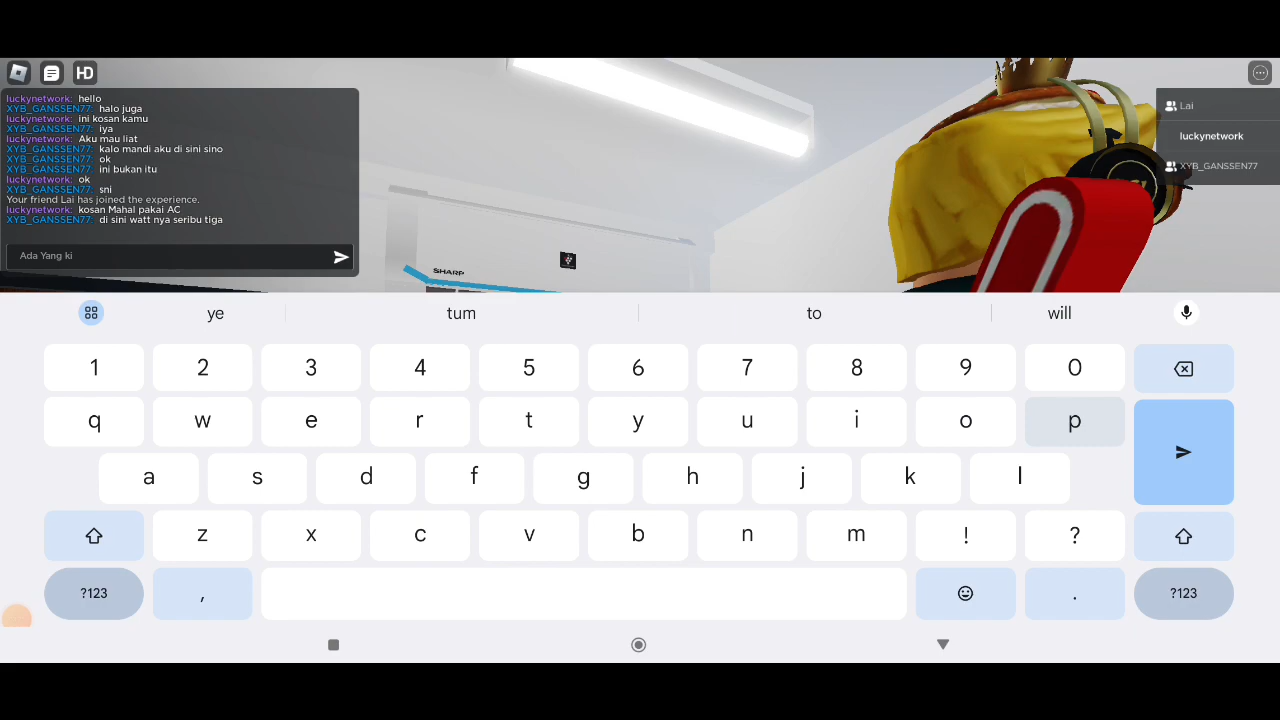 HD
luckynetwork: hello
XYB_GANSSEN77: halo juga
luckynetwork: ini kosan kamu
XYB_GANSSEN77: iya
luckynetwork: Aku mau liat
XYB_GANSSEN77: kalo mandi aku di sini sino
XYB_GANSSEN77: ok
XYB_GANSSEN77: ini bukan itu
luckynetwork: ok
XYB_GANSSEN77: sni
Your friend Lai has joined the experience.
luckynetwork: kosan Mahal pakai AC
XYB_GANSSEN77: di sini watt nya seribu tiga
Ada Yang ki
Lai
luckynetwork
XYB_GANSSEN77
SHARP
ye tum to will
1 2 3 4 5 6 7 8 9 0
q w e r t y u i o p
a s d f g h j k l
z x c v b n m ! ?
?123 , . ?123